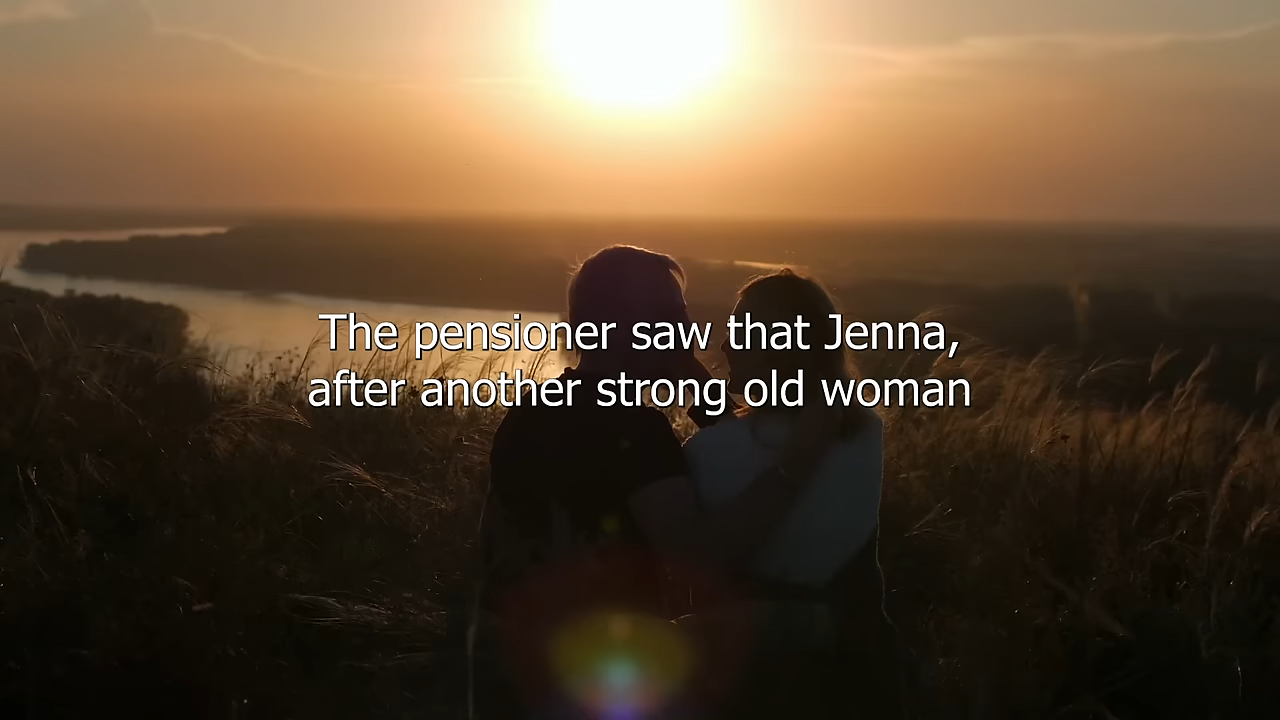 The pensioner saw that Jenna,
after another strong old woman